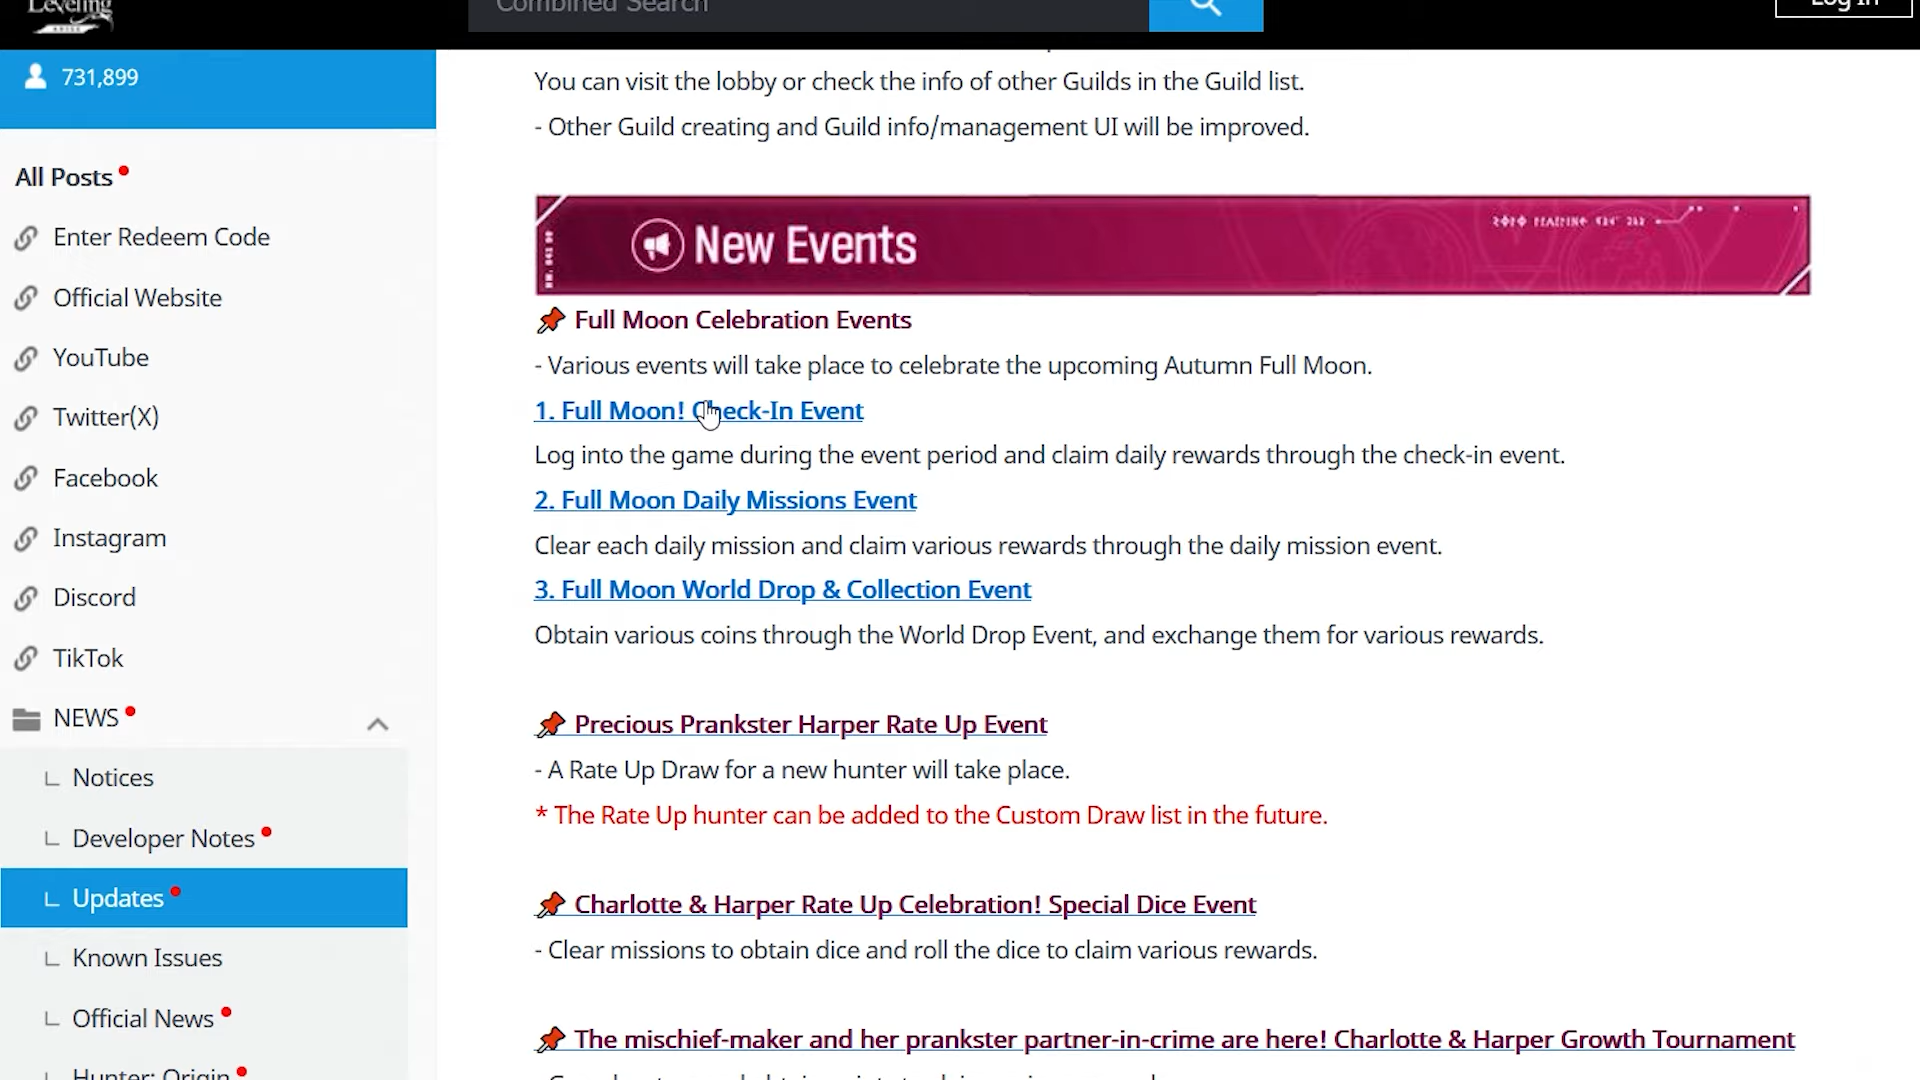 Leveling
Combined Search
Log In
731,899
All Posts
Enter Redeem Code
Official Website
YouTube
Twitter(X)
Facebook
Instagram
Discord
TikTok
NEWS
Notices
Developer Notes
Updates
Known Issues
Official News
Hunter: Origin
You can visit the lobby or check the info of other Guilds in the Guild list.
- Other Guild creating and Guild info/management UI will be improved.
New Events
Full Moon Celebration Events
- Various events will take place to celebrate the upcoming Autumn Full Moon.
1. Full Moon! Check-In Event
Log into the game during the event period and claim daily rewards through the check-in event.
2. Full Moon Daily Missions Event
Clear each daily mission and claim various rewards through the daily mission event.
3. Full Moon World Drop & Collection Event
Obtain various coins through the World Drop Event, and exchange them for various rewards.
Precious Prankster Harper Rate Up Event
- A Rate Up Draw for a new hunter will take place.
* The Rate Up hunter can be added to the Custom Draw list in the future.
Charlotte & Harper Rate Up Celebration! Special Dice Event
- Clear missions to obtain dice and roll the dice to claim various rewards.
The mischief-maker and her prankster partner-in-crime are here! Charlotte & Harper Growth Tournament